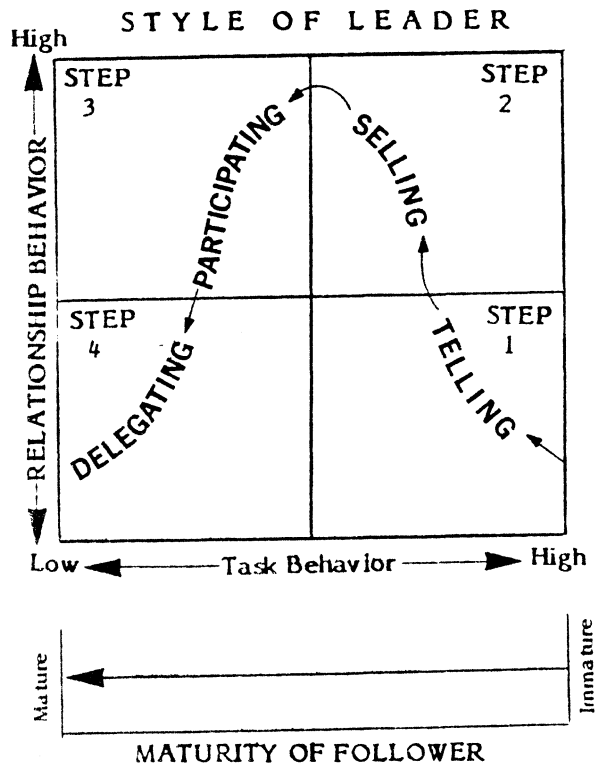 STYLE OF LEADER
High
STEP
3
STEP
2
PARTICIPATING
SELLING
RELATIONSHIP BEHAVIOR
STEP
4
STEP
1
DELEGATING
TELLING
Low
Task Behavior
High
Mature
Immature
MATURITY OF FOLLOWER